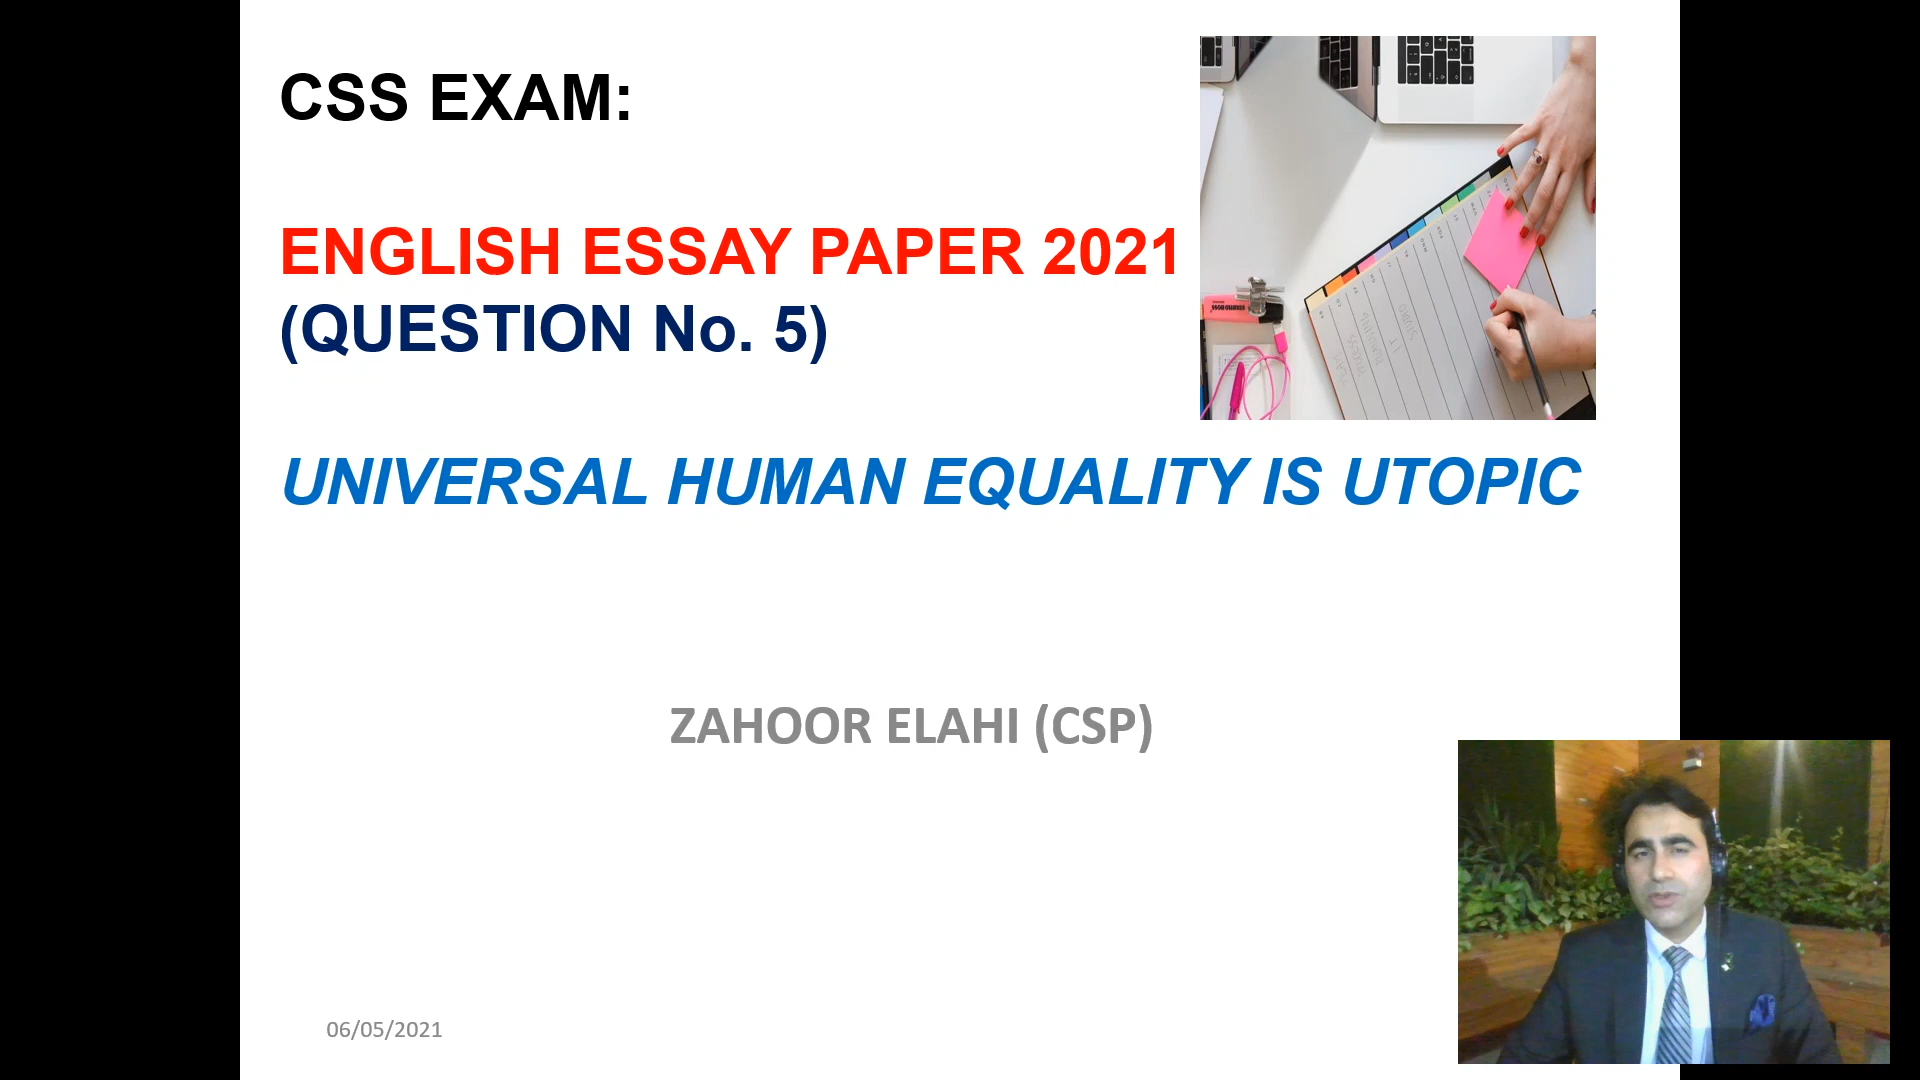 CSS EXAM:
ENGLISH ESSAY PAPER 2021
(QUESTION No. 5)
UNIVERSAL HUMAN EQUALITY IS UTOPIC
ZAHOOR ELAHI (CSP)
06/05/2021